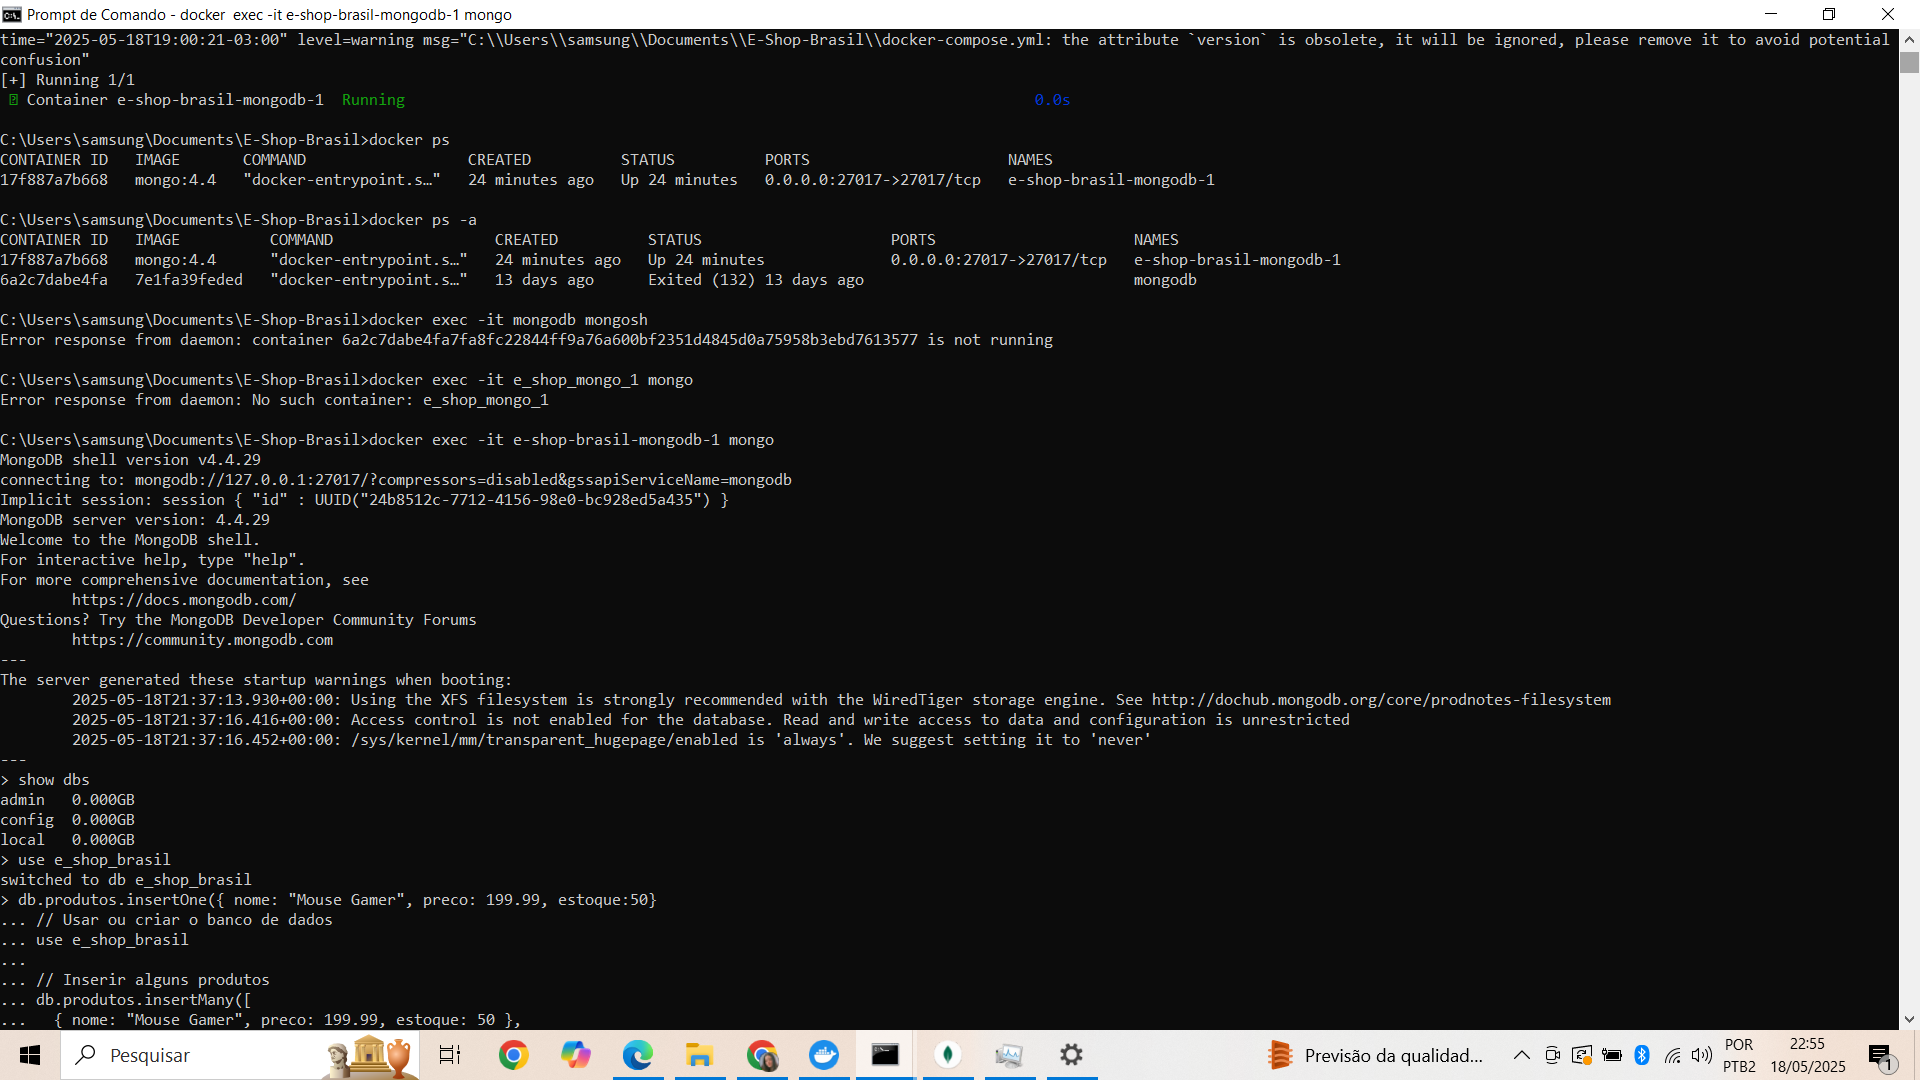 Prompt de Comando - docker  exec -it e-shop-brasil-mongodb-1 mongo
time="2025-05-18T19:00:21-03:00" level=warning msg="C:\\Users\\samsung\\Documents\\E-Shop-Brasil\\docker-compose.yml: the attribute `version` is obsolete, it will be ignored, please remove it to avoid potential
confusion"
[+] Running 1/1
Container e-shop-brasil-mongodb-1  Running 0.0s
C:\Users\samsung\Documents\E-Shop-Brasil>docker ps
CONTAINER ID   IMAGE       COMMAND                  CREATED          STATUS          PORTS                      NAMES
17f887a7b668   mongo:4.4   "docker-entrypoint.s…"   24 minutes ago   Up 24 minutes   0.0.0.0:27017->27017/tcp   e-shop-brasil-mongodb-1
C:\Users\samsung\Documents\E-Shop-Brasil>docker ps -a
CONTAINER ID   IMAGE          COMMAND                  CREATED          STATUS                     PORTS                      NAMES
17f887a7b668   mongo:4.4      "docker-entrypoint.s…"   24 minutes ago   Up 24 minutes              0.0.0.0:27017->27017/tcp   e-shop-brasil-mongodb-1
6a2c7dabe4fa   7e1fa39feded   "docker-entrypoint.s…"   13 days ago      Exited (132) 13 days ago                              mongodb
C:\Users\samsung\Documents\E-Shop-Brasil>docker exec -it mongodb mongosh
Error response from daemon: container 6a2c7dabe4fa7fa8fc22844ff9a76a600bf2351d4845d0a75958b3ebd7613577 is not running
C:\Users\samsung\Documents\E-Shop-Brasil>docker exec -it e_shop_mongo_1 mongo
Error response from daemon: No such container: e_shop_mongo_1
C:\Users\samsung\Documents\E-Shop-Brasil>docker exec -it e-shop-brasil-mongodb-1 mongo
MongoDB shell version v4.4.29
connecting to: mongodb://127.0.0.1:27017/?compressors=disabled&gssapiServiceName=mongodb
Implicit session: session { "id" : UUID("24b8512c-7712-4156-98e0-bc928ed5a435") }
MongoDB server version: 4.4.29
Welcome to the MongoDB shell.
For interactive help, type "help".
For more comprehensive documentation, see
        https://docs.mongodb.com/
Questions? Try the MongoDB Developer Community Forums
        https://community.mongodb.com
---
The server generated these startup warnings when booting:
        2025-05-18T21:37:13.930+00:00: Using the XFS filesystem is strongly recommended with the WiredTiger storage engine. See http://dochub.mongodb.org/core/prodnotes-filesystem
        2025-05-18T21:37:16.416+00:00: Access control is not enabled for the database. Read and write access to data and configuration is unrestricted
        2025-05-18T21:37:16.452+00:00: /sys/kernel/mm/transparent_hugepage/enabled is 'always'. We suggest setting it to 'never'
---
> show dbs
admin   0.000GB
config  0.000GB
local   0.000GB
> use e_shop_brasil
switched to db e_shop_brasil
> db.produtos.insertOne({ nome: "Mouse Gamer", preco: 199.99, estoque:50}
... // Usar ou criar o banco de dados
... use e_shop_brasil
...
... // Inserir alguns produtos
... db.produtos.insertMany([
...   { nome: "Mouse Gamer", preco: 199.99, estoque: 50 },
Pesquisar
Previsão da qualidad...
POR
PTB2
22:55
18/05/2025
1